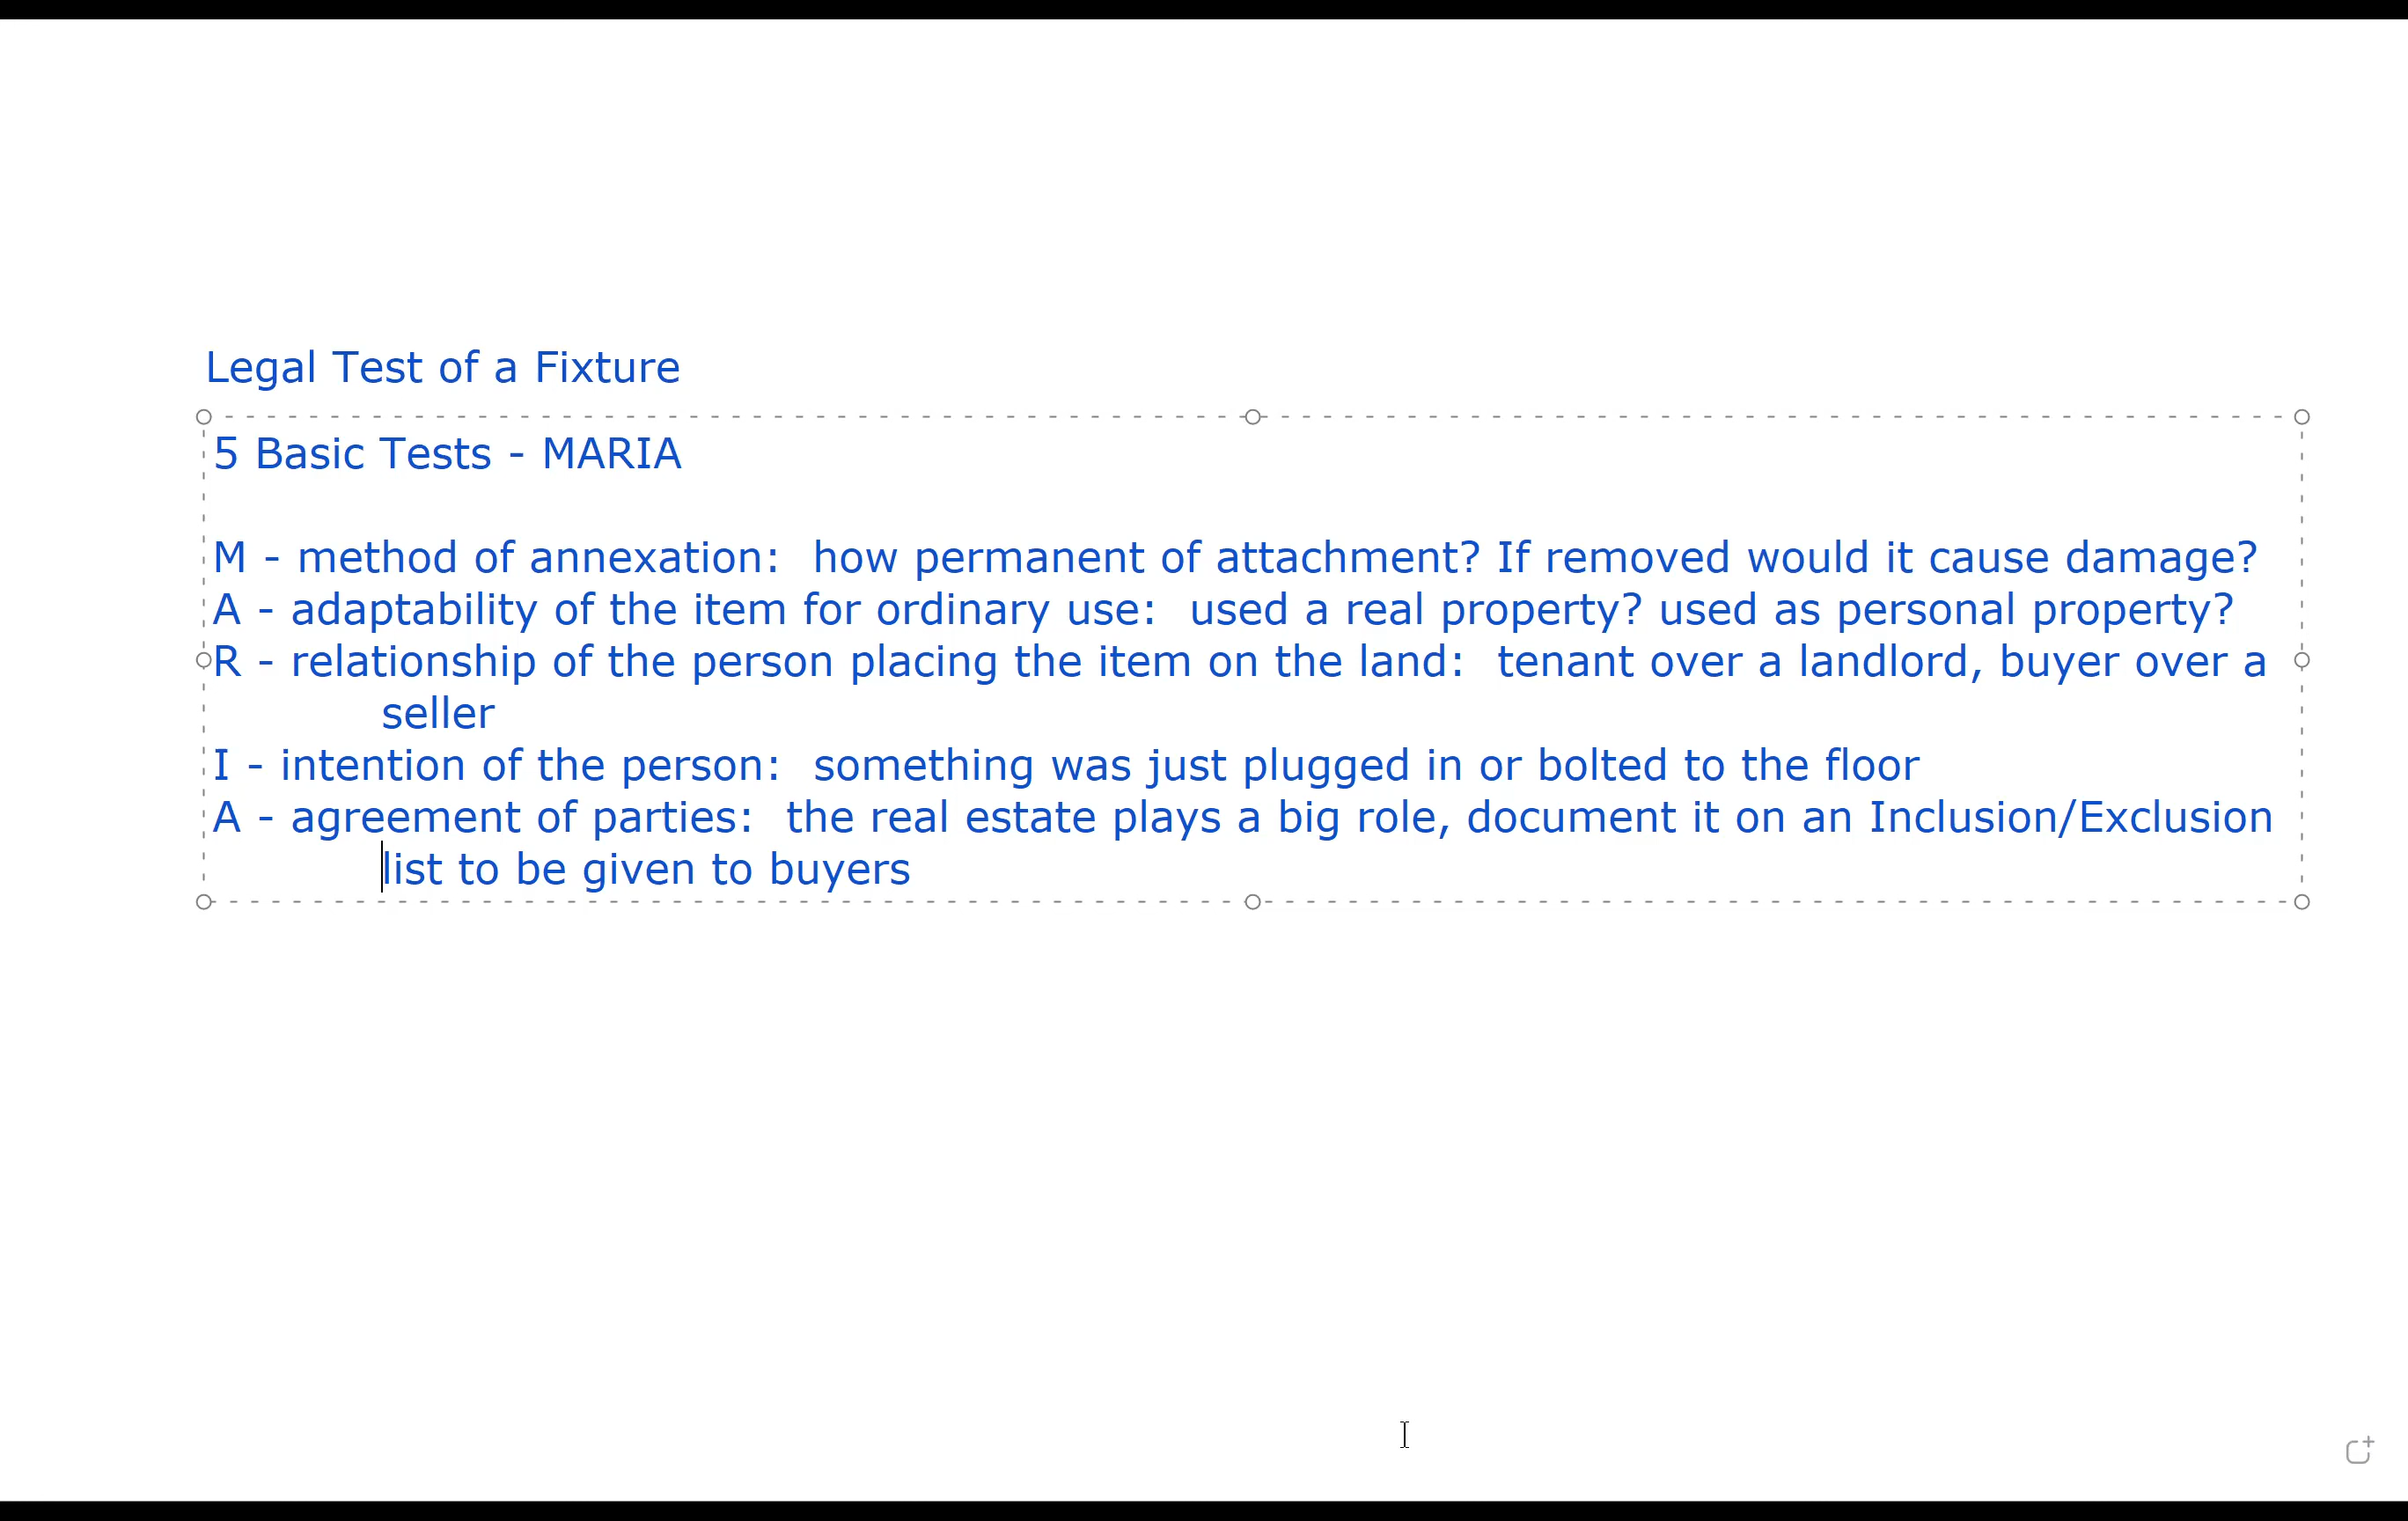 Legal Test of a Fixture
5 Basic Tests - MARIA
M - method of annexation:  how permanent of attachment? If removed would it cause damage?
A - adaptability of the item for ordinary use:  used a real property? used as personal property?
R - relationship of the person placing the item on the land:  tenant over a landlord, buyer over a
seller
I - intention of the person:  something was just plugged in or bolted to the floor
A - agreement of parties:  the real estate plays a big role, document it on an Inclusion/Exclusion
list to be given to buyers